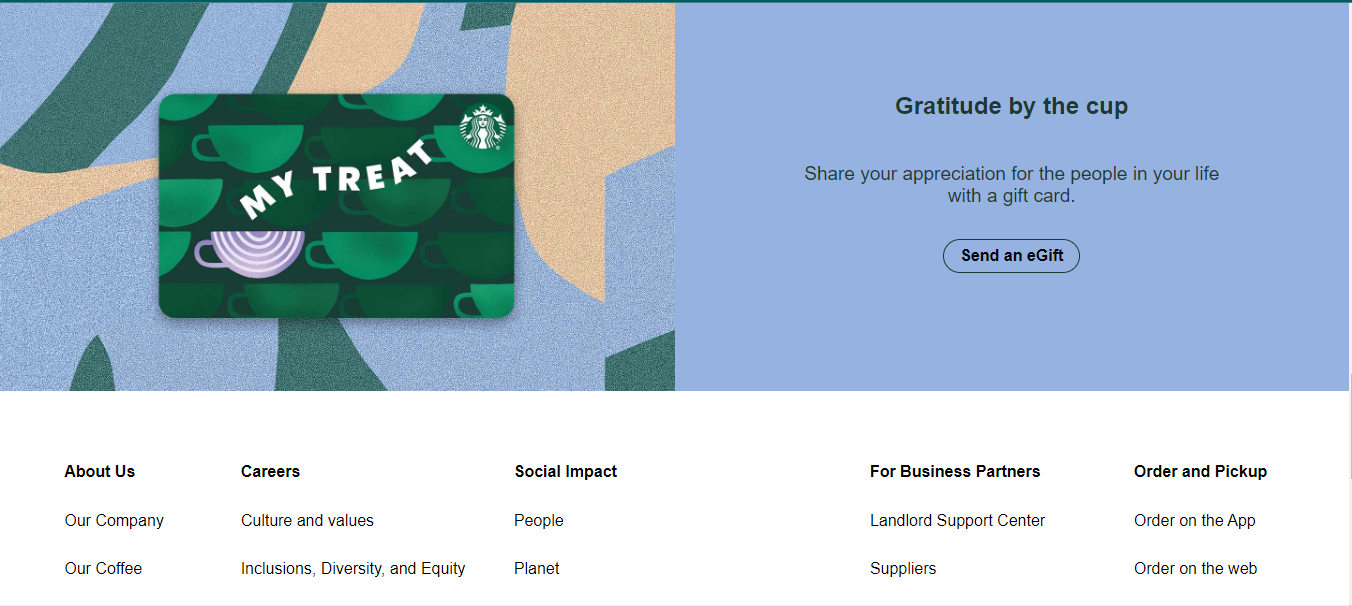 MY TREAT
Gratitude by the cup
Share your appreciation for the people in your life
with a gift card.
Send an eGift
About Us
Our Company
Our Coffee
Careers
Culture and values
Inclusions, Diversity, and Equity
Social Impact
People
Planet
For Business Partners
Landlord Support Center
Suppliers
Order and Pickup
Order on the App
Order on the web